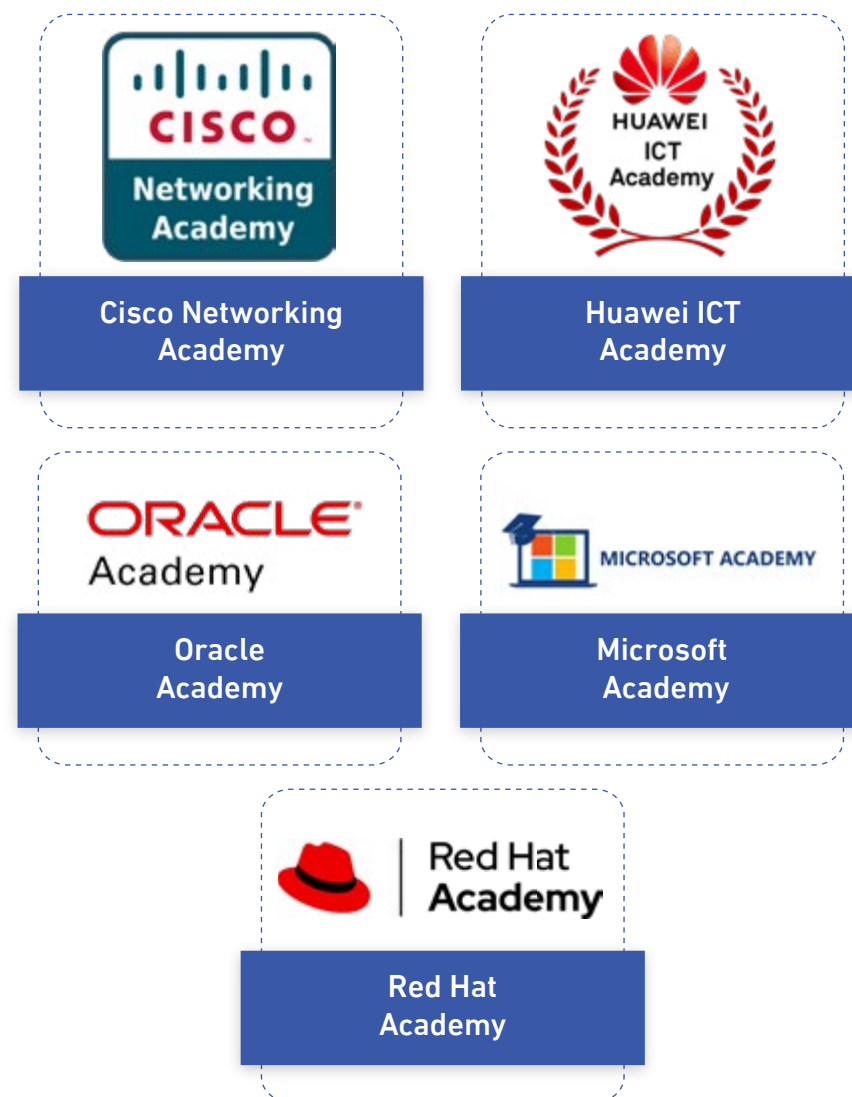 CISCO
Networking
Academy
Cisco Networking
Academy
HUAWEI
ICT
Academy
Huawei ICT
Academy
ORACLE®
Academy
Oracle
Academy
MICROSOFT ACADEMY
Microsoft
Academy
Red Hat
Academy
Red Hat
Academy